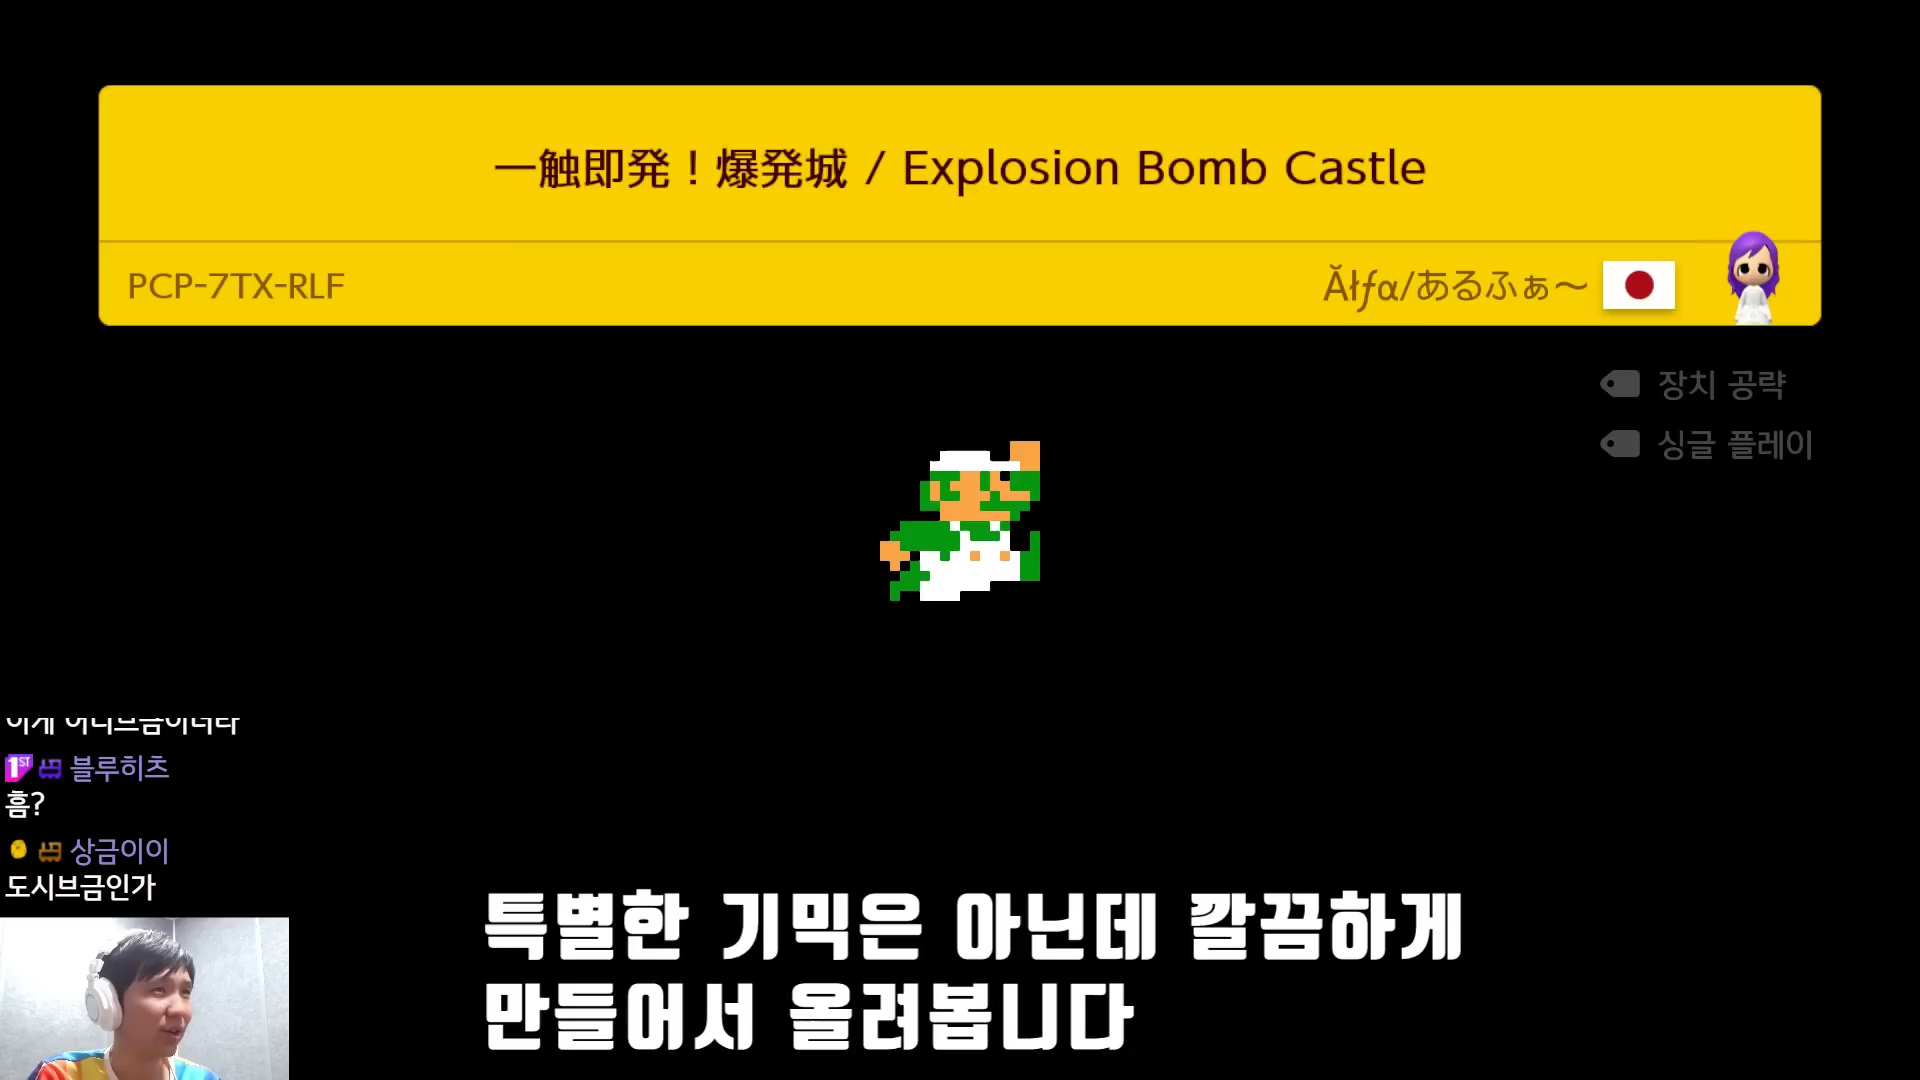 一触即発！爆発城 / Explosion Bomb Castle
PCP-7TX-RLF
Ăłƒα/あるふぁ～
장치 공략
싱글 플레이
1ST 블루히츠
흠?
상금이이
도시브금인가
특별한 기믹은 아닌데 깔끔하게
만들어서 올려봅니다